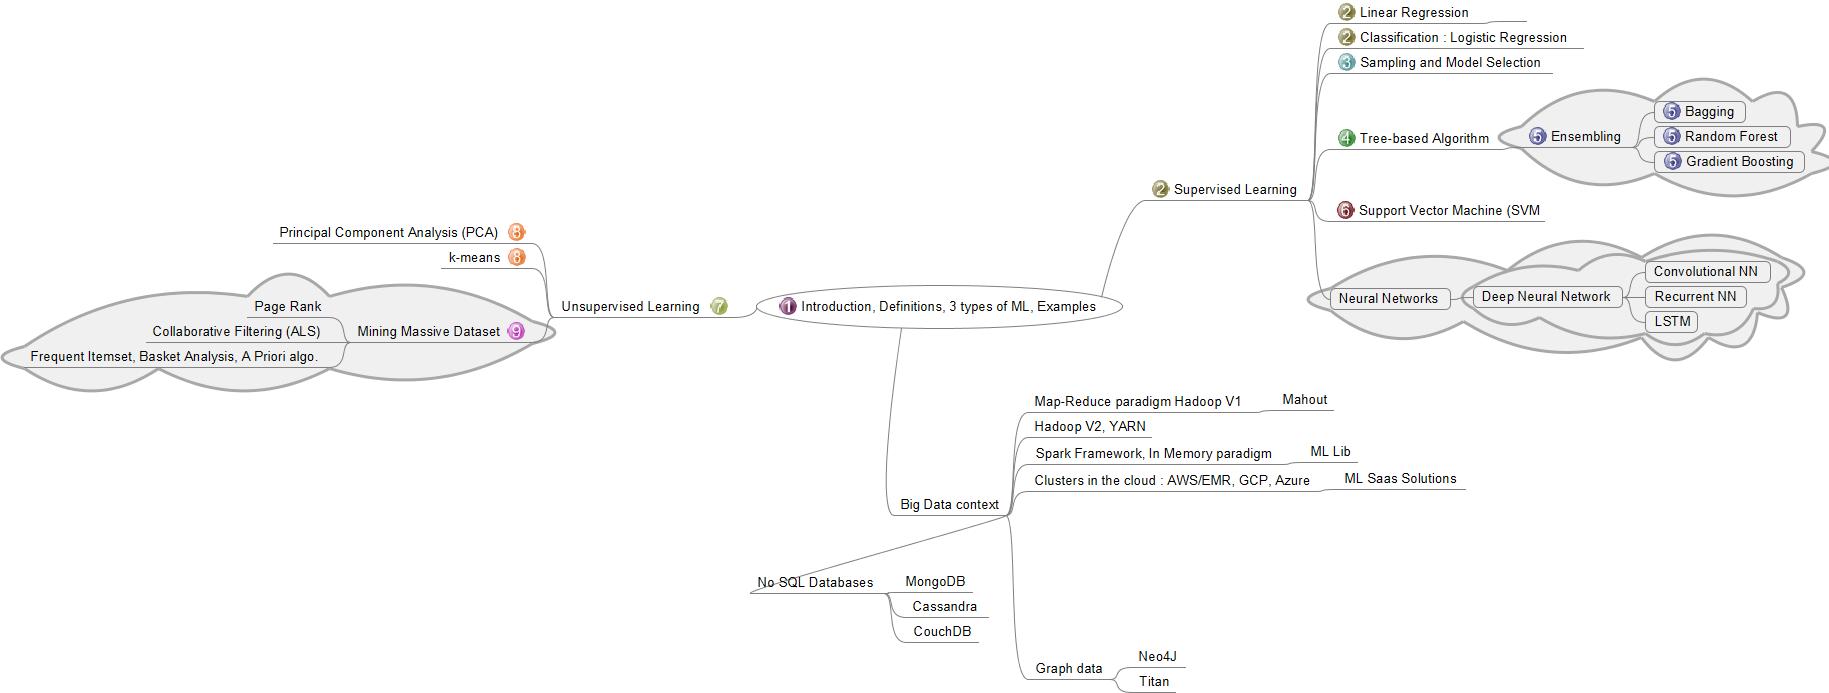 1 Introduction, Definitions, 3 types of ML, Examples
2 Supervised Learning
2 Linear Regression
2 Classification : Logistic Regression
3 Sampling and Model Selection
4 Tree-based Algorithm
5 Ensembling
5 Bagging
5 Random Forest
5 Gradient Boosting
6 Support Vector Machine (SVM
Neural Networks
Deep Neural Network
Convolutional NN
Recurrent NN
LSTM
Unsupervised Learning 7
Principal Component Analysis (PCA) 8
k-means 8
Mining Massive Dataset 9
Page Rank
Collaborative Filtering (ALS)
Frequent Itemset, Basket Analysis, A Priori algo.
Big Data context
Map-Reduce paradigm Hadoop V1
Mahout
Hadoop V2, YARN
Spark Framework, In Memory paradigm
ML Lib
Clusters in the cloud : AWS/EMR, GCP, Azure
ML Saas Solutions
No SQL Databases
MongoDB
Cassandra
CouchDB
Graph data
Neo4J
Titan